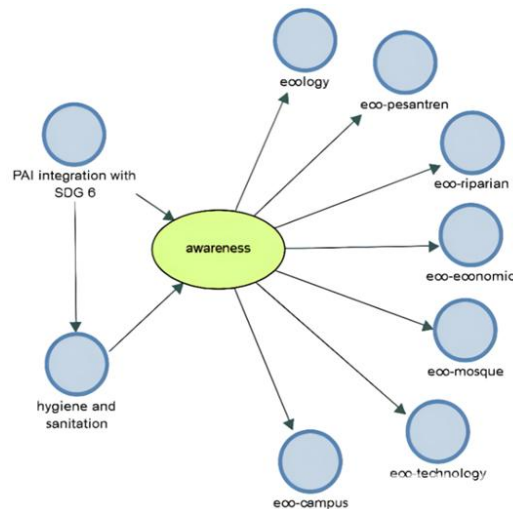 ecology
eco-pesantren
PAI integration with
SDG 6
eco-riparian
awareness
eco-economic
eco-mosque
hygiene and
sanitation
eco-technology
eco-campus